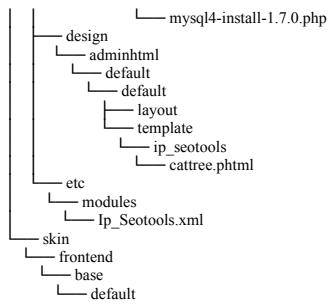 mysql4-install-1.7.0.php
design
adminhtml
default
default
layout
template
ip_seotools
cattree.phtml
etc
modules
Ip_Seotools.xml
skin
frontend
base
default